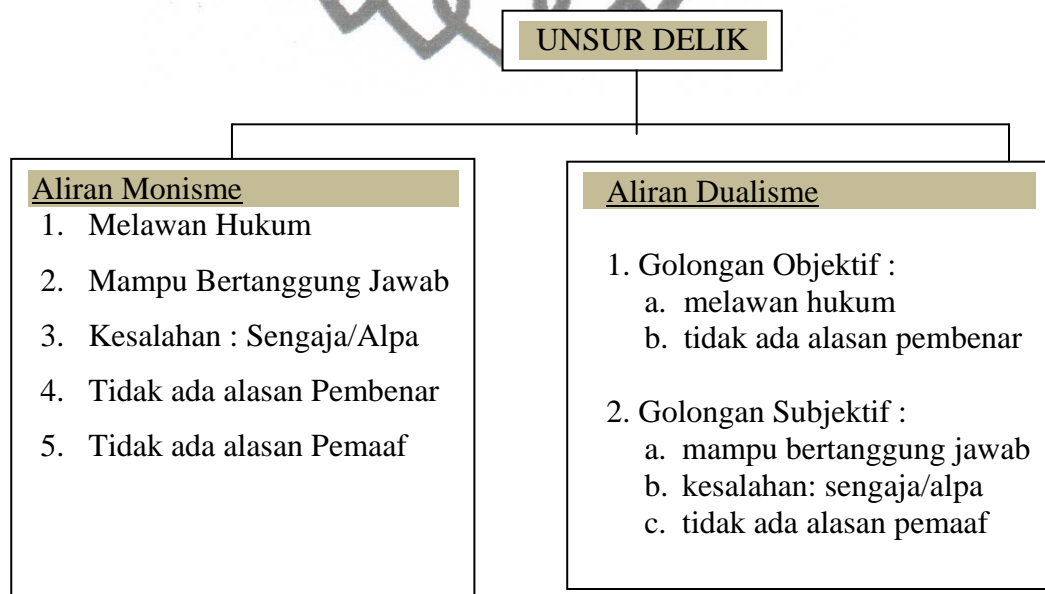 UNSUR DELIK
Aliran Monisme
1. Melawan Hukum
2. Mampu Bertanggung Jawab
3. Kesalahan : Sengaja/Alpa
4. Tidak ada alasan Pembenar
5. Tidak ada alasan Pemaaf
Aliran Dualisme
1. Golongan Objektif :
a. melawan hukum
b. tidak ada alasan pembenar
2. Golongan Subjektif :
a. mampu bertanggung jawab
b. kesalahan: sengaja/alpa
c. tidak ada alasan pemaaf